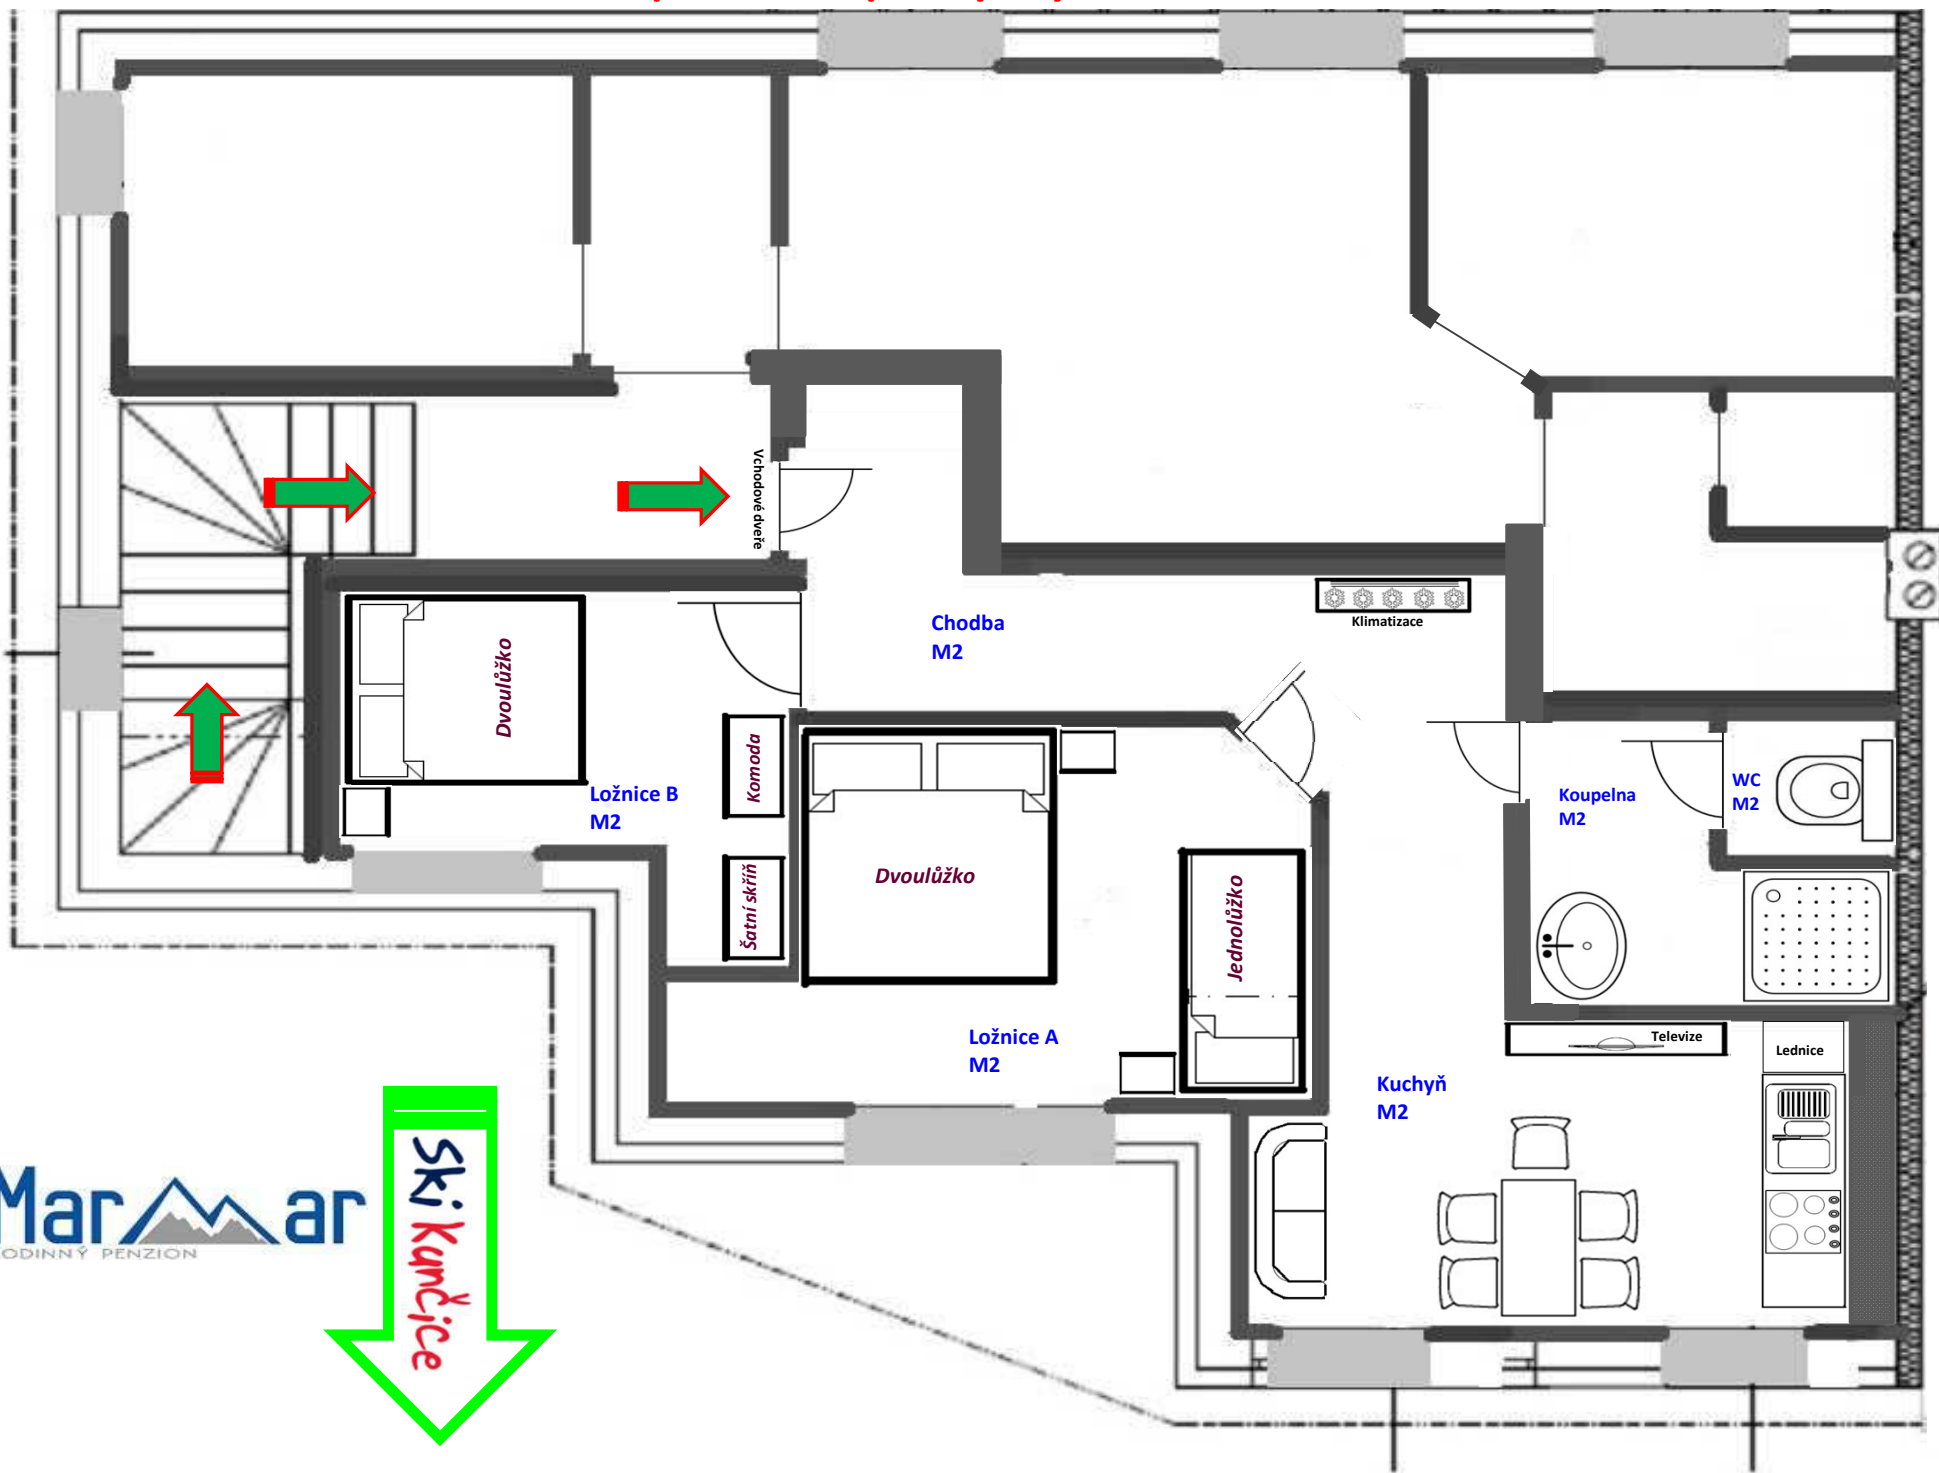 Vchodové dveře
Chodba
M2
Klimatizace
Dvoulůžko
Komoda
Ložnice B
M2
Šatní skříň
Dvoulůžko
Jednolůžko
Ložnice A
M2
Koupelna
M2
WC
M2
Televize
Lednice
Kuchyň
M2
MarMar
ODINNÝ PENZION
Ski Kunčice